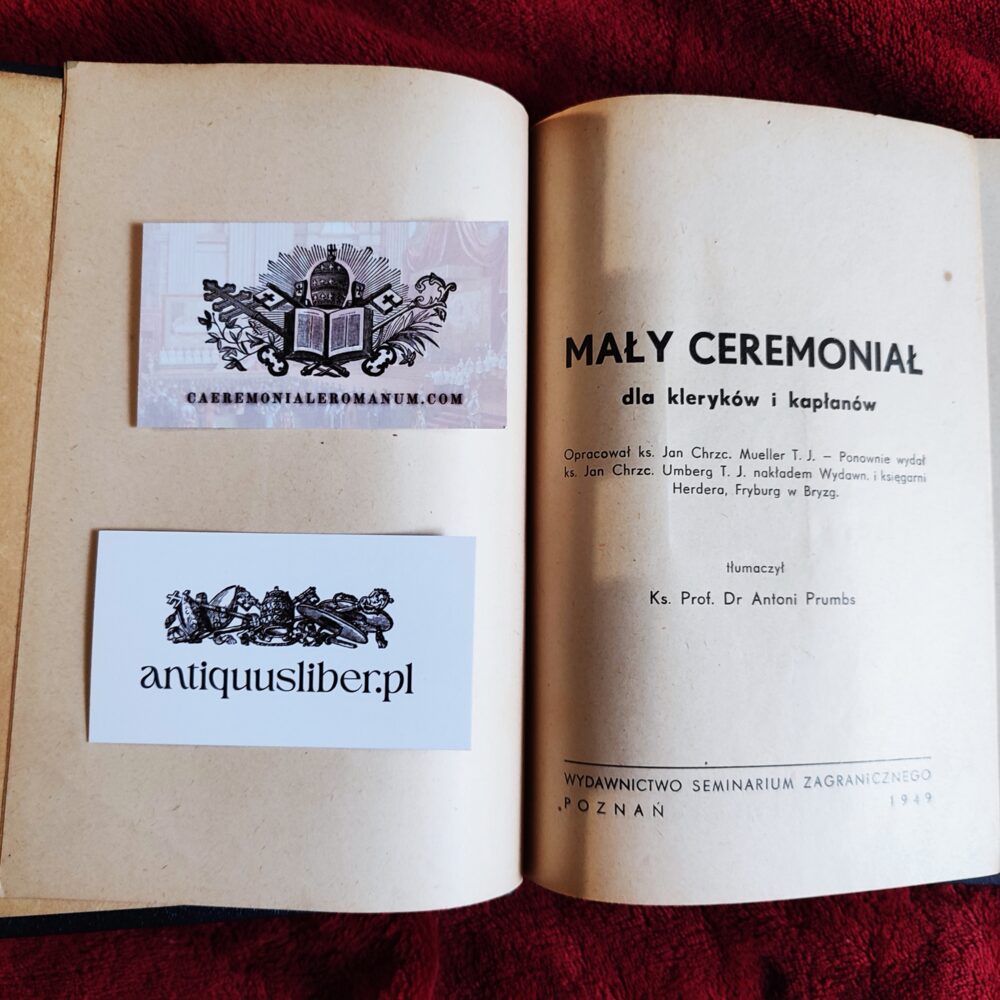 CAEREMONIALEROMANUM.COM
antiquusliber.pl
MAŁY CEREMONIAŁ
dla kleryków i kapłanów
Opracował ks. Jan Chrzc. Mueller T. J. – Ponownie wydał
ks. Jan Chrzc. Umberg T. J. nakładem Wydawn. i księgarni
Herdera, Fryburg w Bryzg.
tłumaczył
Ks. Prof. Dr Antoni Prumbs
WYDAWNICTWO SEMINARIUM ZAGRANICZNEGO
POZNAŃ 1949